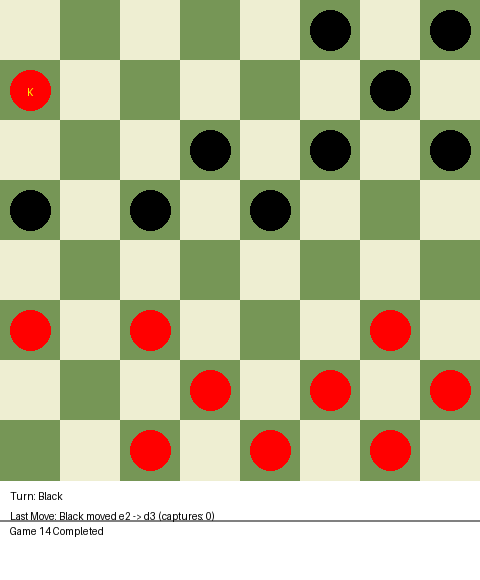 K
Turn: Black
Last Move: Black moved e2 -> d3 (captures: 0)
Game 14 Completed